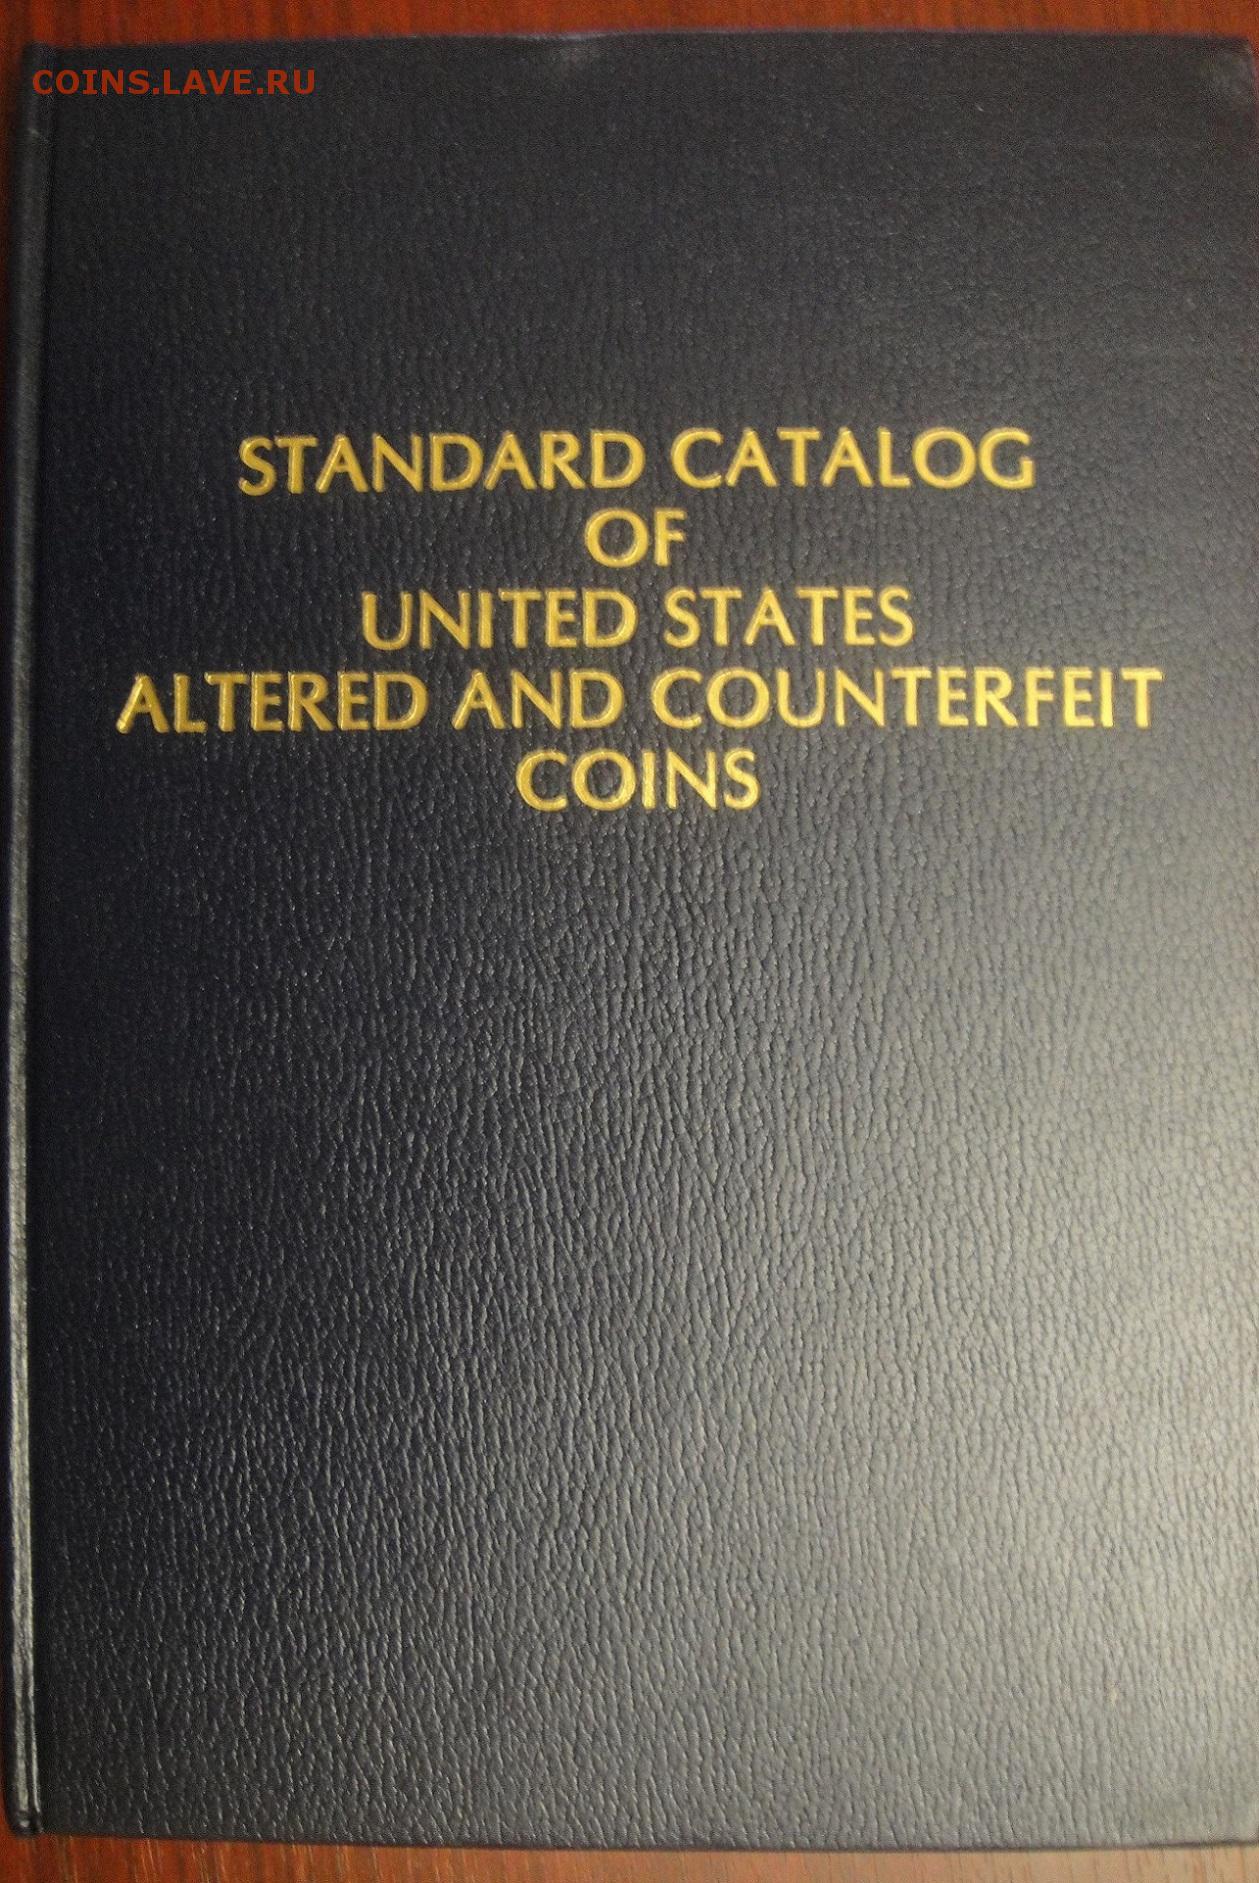 COINS.LAVE.RU
STANDARD CATALOG
OF
UNITED STATES
ALTERED AND COUNTERFEIT
COINS